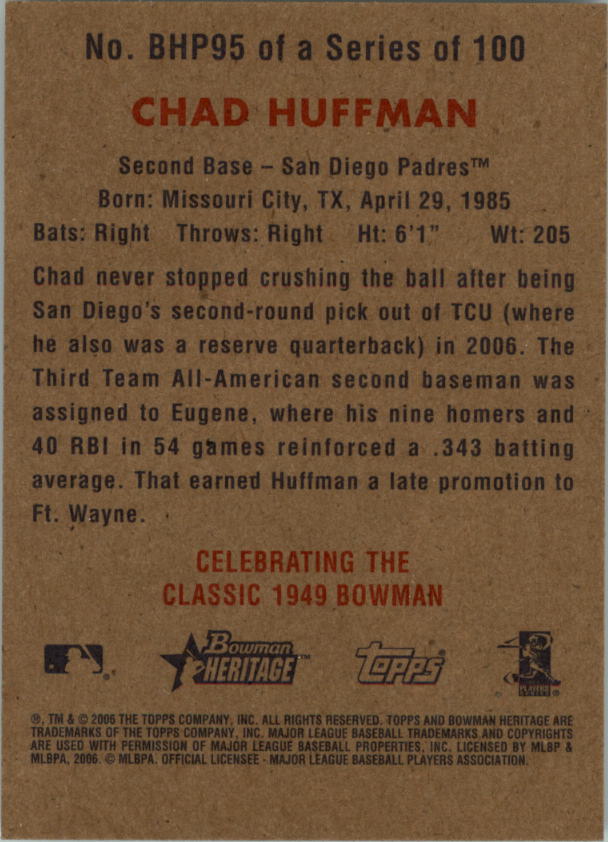 No. BHP95 of a Series of 100
CHAD HUFFMAN
Second Base – San Diego Padres™
Born: Missouri City, TX, April 29, 1985
Bats: Right Throws: Right Ht: 6'1" Wt: 205
Chad never stopped crushing the ball after being
San Diego's second-round pick out of TCU (where
he also was a reserve quarterback) in 2006. The
Third Team All-American second baseman was
assigned to Eugene, where his nine homers and
40 RBI in 54 games reinforced a .343 batting
average. That earned Huffman a late promotion to
Ft. Wayne.
CELEBRATING THE
CLASSIC 1949 BOWMAN
Bowman
HERITAGE™
Topps®
PLAYERS
CHOICE®
®, TM & © 2006 THE TOPPS COMPANY, INC. ALL RIGHTS RESERVED. TOPPS AND BOWMAN HERITAGE ARE
TRADEMARKS OF THE TOPPS COMPANY, INC. MAJOR LEAGUE BASEBALL TRADEMARKS AND COPYRIGHTS
ARE USED WITH PERMISSION OF MAJOR LEAGUE BASEBALL PROPERTIES, INC. LICENSED BY MLBP &
MLBPA, 2006. © MLBPA. OFFICIAL LICENSEE - MAJOR LEAGUE BASEBALL PLAYERS ASSOCIATION.